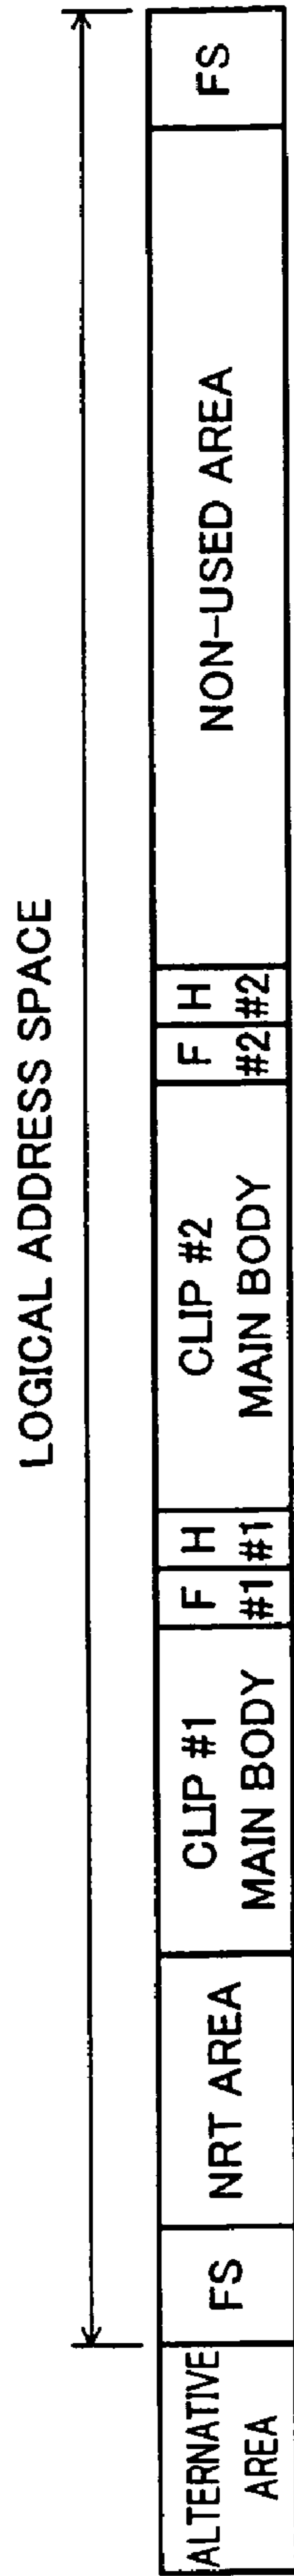 LOGICAL ADDRESS SPACE
ALTERNATIVE
AREA
FS
NRT AREA
CLIP #1
MAIN BODY
F
#1
H
#1
CLIP #2
MAIN BODY
F
#2
H
#2
NON-USED AREA
FS